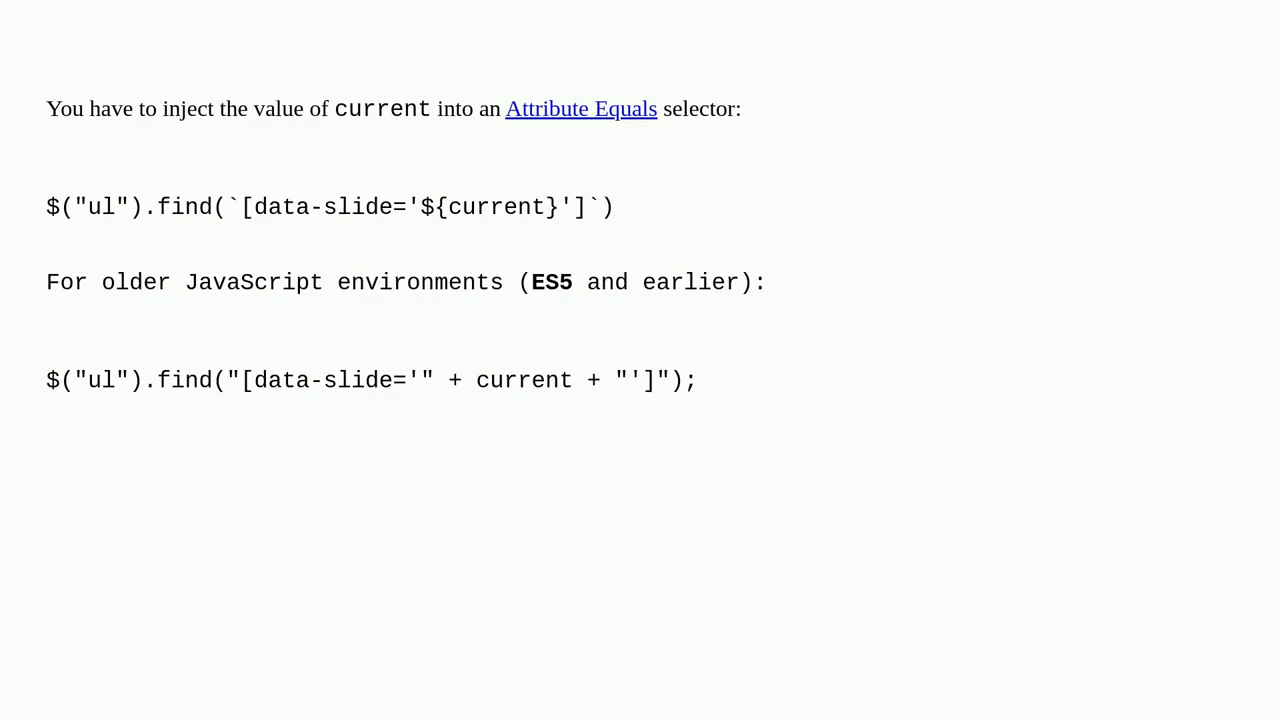 You have to inject the value of current into an Attribute Equals selector:
$("ul").find(`[data-slide='${current}']`)
For older JavaScript environments (ES5 and earlier):
$("ul").find("[data-slide='" + current + "']");